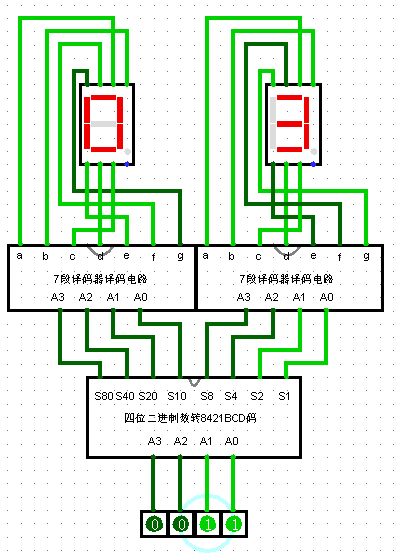 a b c d e f g a b c d e f g
7段译码器译码电路 7段译码器译码电路
A3 A2 A1 A0 A3 A2 A1 A0
S80 S40 S20 S10 S8 S4 S2 S1
四位二进制数转8421BCD码
A3 A2 A1 A0
0 0 1 1